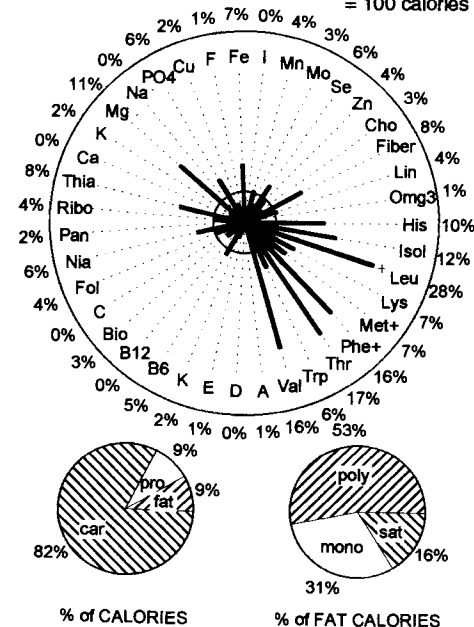 = 100 calories
7%
0%
4%
3%
6%
4%
3%
8%
4%
1%
10%
12%
28%
7%
7%
16%
17%
6%
16%
1%
0%
1%
2%
5%
0%
3%
0%
4%
6%
2%
4%
8%
0%
2%
11%
0%
6%
2%
1%
Fe
I
Mn
Mo
Se
Zn
Cho
Fiber
Lin
Omg3
His
Isol
Leu
Lys
Met+
Phe+
Thr
Trp
Val
A
D
E
K
B6
B12
Bio
C
Fol
Nia
Pan
Ribo
Thia
Ca
K
Mg
Na
PO4
Cu
F
9%
pro
9%
fat
car
82%
% of CALORIES
53%
poly
sat
16%
mono
31%
% of FAT CALORIES